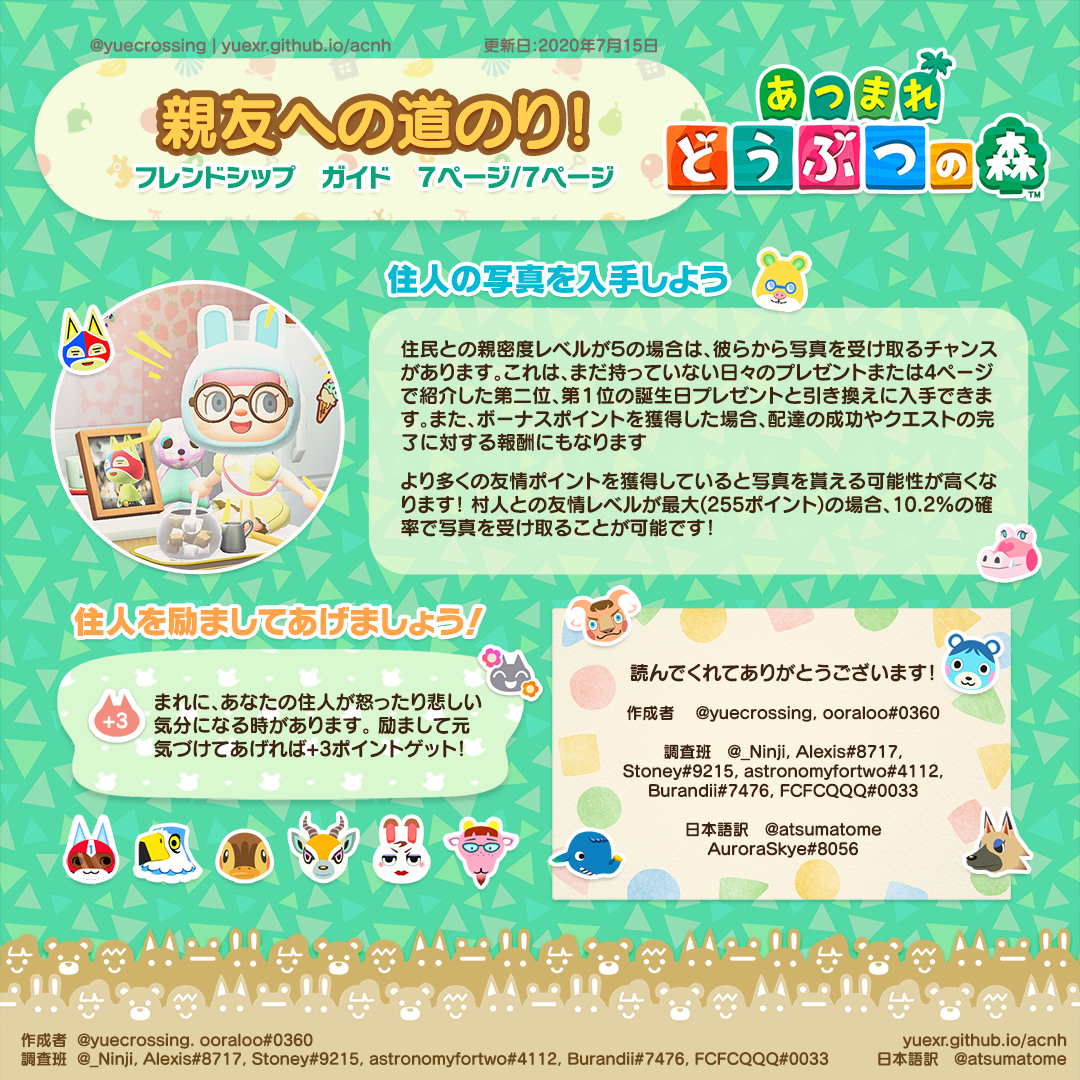 @yuecrossing | yuexr.github.io/acnh
更新日:2020年7月15日
親友への道のり!
フレンドシップ ガイド 7ページ/7ページ
あつまれ
どうぶつの森
TM
住人の写真を入手しよう
住民との親密度レベルが5の場合は、彼らから写真を受け取るチャンス
があります。これは、まだ持っていない日々のプレゼントまたは4ページ
で紹介した第二位、第1位の誕生日プレゼントと引き換えに入手できま
す。また、ボーナスポイントを獲得した場合、配達の成功やクエストの完
了に対する報酬にもなります
より多くの友情ポイントを獲得していると写真を貰える可能性が高くな
ります! 村人との友情レベルが最大(255ポイント)の場合、10.2%の確
率で写真を受け取ることが可能です!
住人を励ましてあげましょう!
+3
まれに、あなたの住人が怒ったり悲しい
気分になる時があります。 励まして元
気づけてあげれば+3ポイントゲット!
読んでくれてありがとうございます!
作成者 @yuecrossing, ooraloo#0360
調査班 @_Ninji, Alexis#8717,
Stoney#9215, astronomyfortwo#4112,
Burandii#7476, FCFCQQQ#0033
日本語訳 @atsumatome
AuroraSkye#8056
作成者 @yuecrossing. ooraloo#0360
調査班 @_Ninji, Alexis#8717, Stoney#9215, astronomyfortwo#4112, Burandii#7476, FCFCQQQ#0033
yuexr.github.io/acnh
日本語訳 @atsumatome